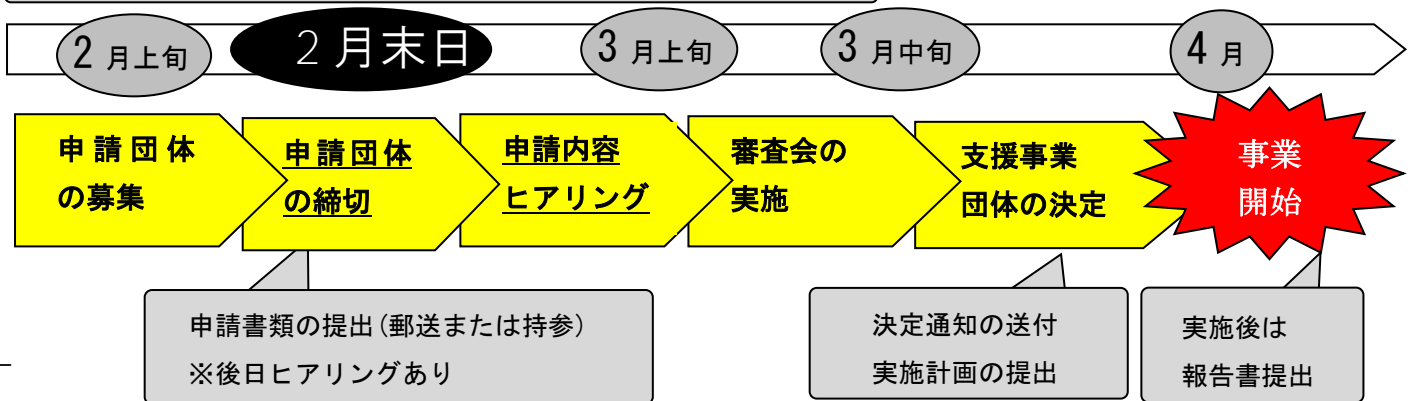 2月上旬
2月末日
3月上旬
3月中旬
4月
申請団体
の募集
申請団体
の締切
申請内容
ヒアリング
審査会の
実施
支援事業
団体の決定
事業
開始
申請書類の提出(郵送または持参)
※後日ヒアリングあり
決定通知の送付
実施計画の提出
実施後は
報告書提出